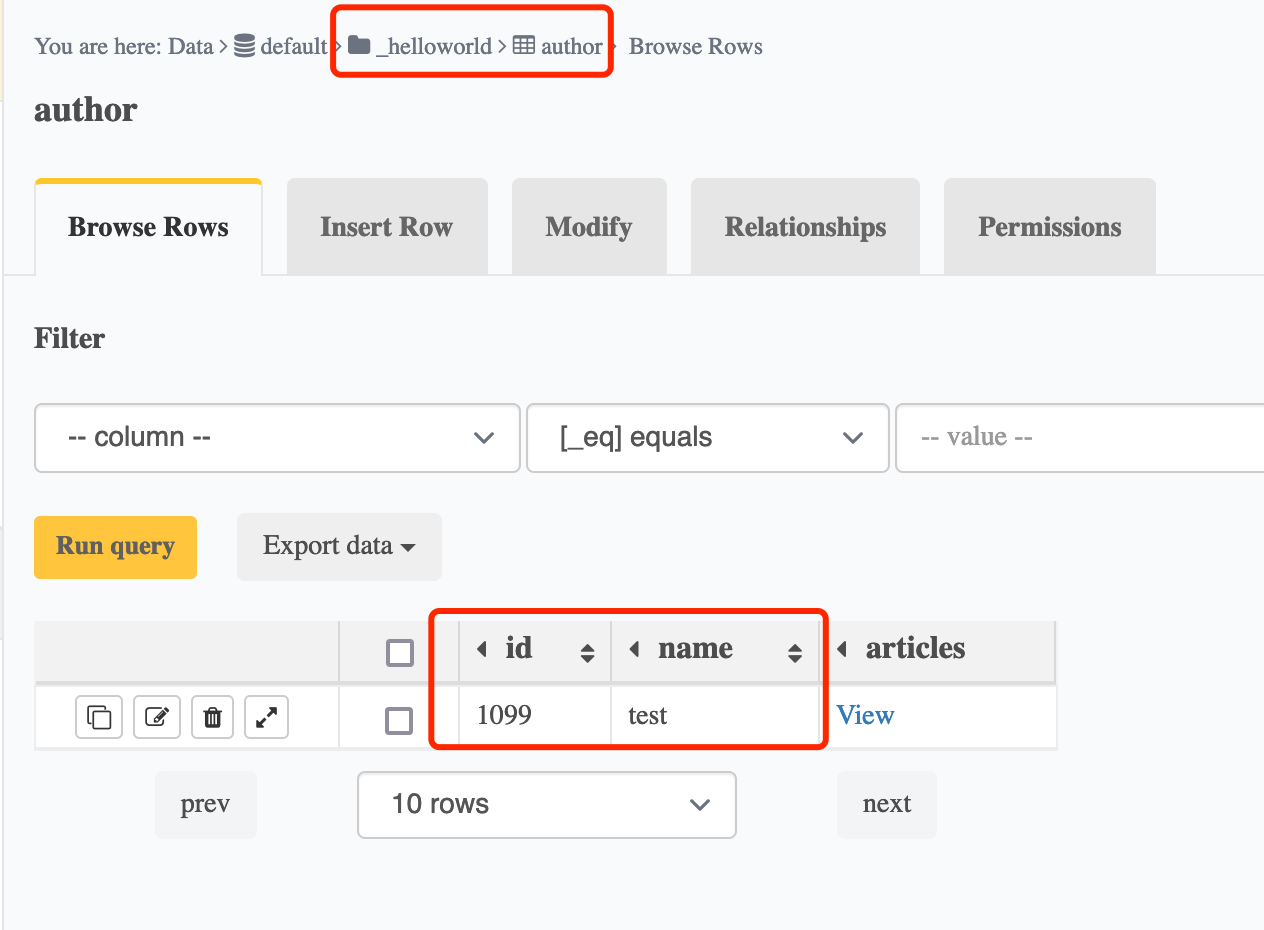 You are here: Data > default > _helloworld > author > Browse Rows
author
Browse Rows Insert Row Modify Relationships Permissions
Filter
-- column -- [_eq] equals -- value --
Run query Export data
id name articles
1099 test View
prev 10 rows next